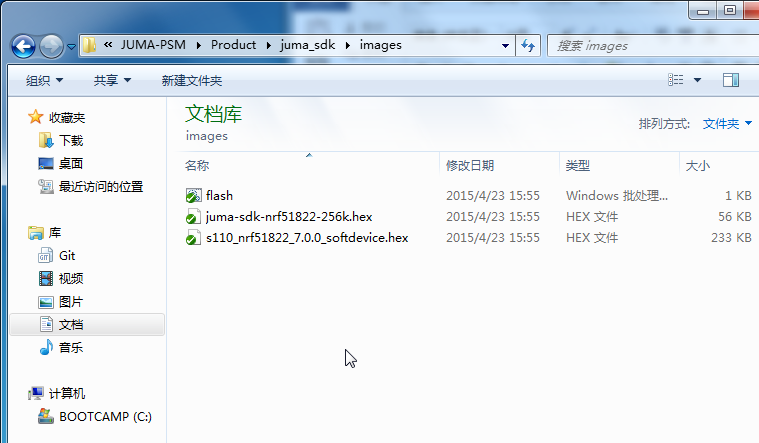 « JUMA-PSM ▸ Product ▸ juma_sdk ▸ images
搜索 images
组织 共享 新建文件夹
收藏夹
下载
桌面
最近访问的位置
库
Git
视频
图片
文档
音乐
计算机
BOOTCAMP (C:)
文档库
images
排列方式: 文件夹
名称 修改日期 类型 大小
flash 2015/4/23 15:55 Windows 批处理... 1 KB
juma-sdk-nrf51822-256k.hex 2015/4/23 15:55 HEX 文件 56 KB
s110_nrf51822_7.0.0_softdevice.hex 2015/4/23 15:55 HEX 文件 233 KB